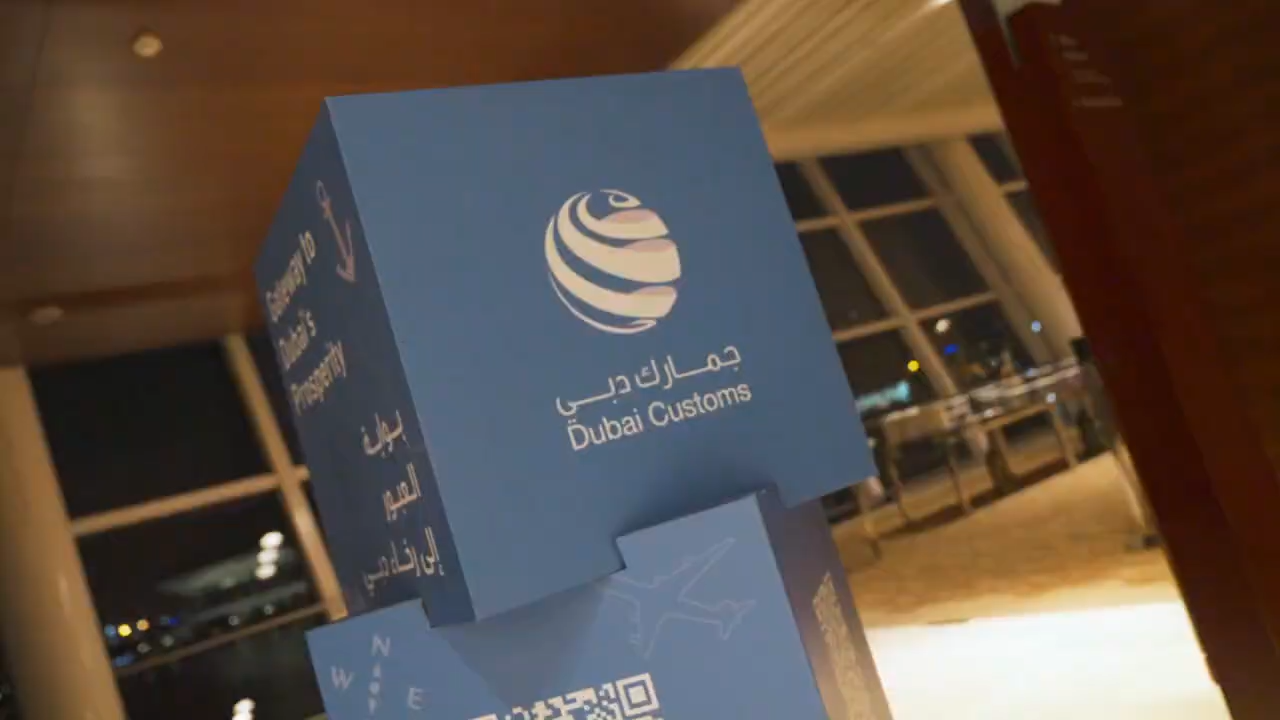 Gateway to
Dubai's
Prosperity
بوابة
العبور
إلى رخاء دبي
جمارك دبي
Dubai Customs
N
W
E